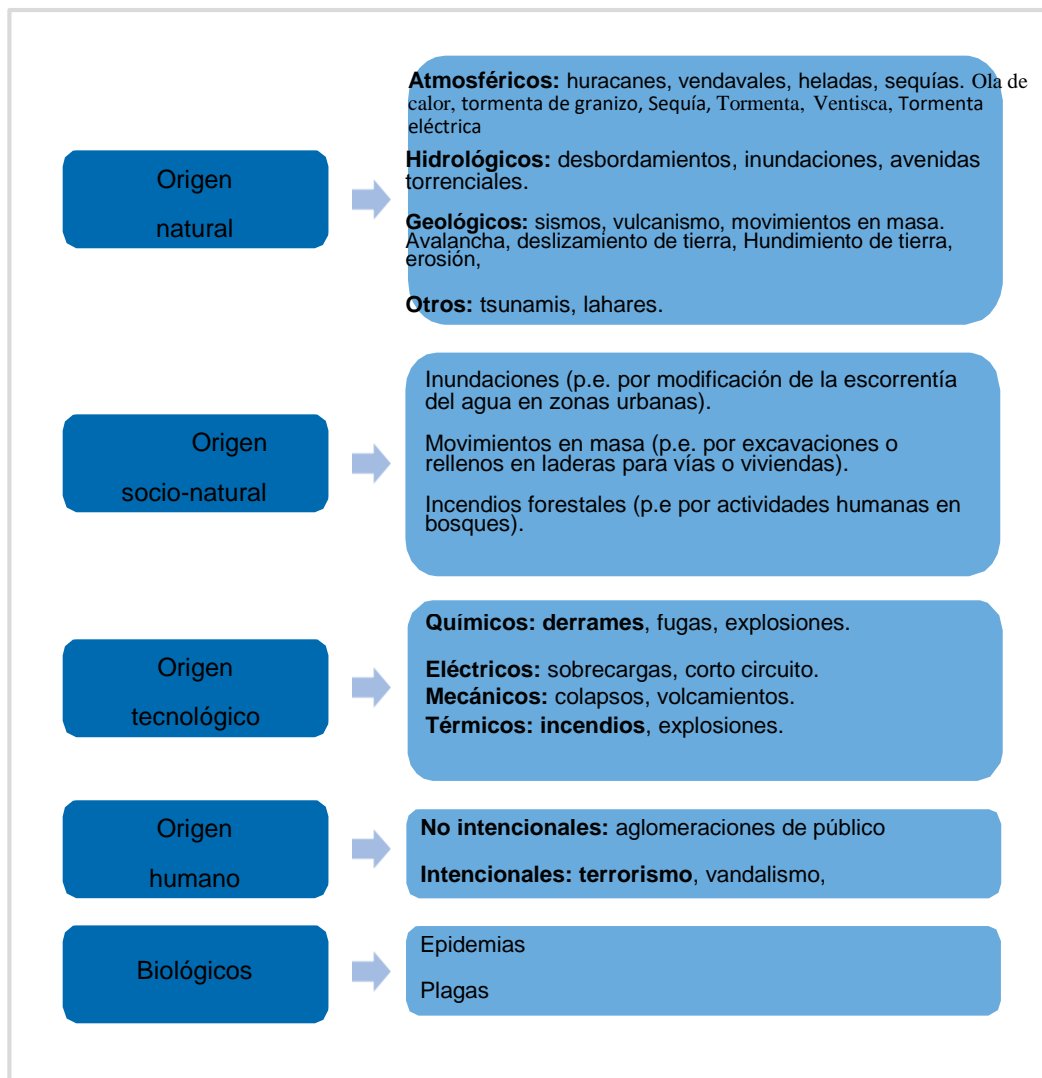 Origen
natural
Atmosféricos: huracanes, vendavales, heladas, sequías. Ola de
calor, tormenta de granizo, Sequía, Tormenta, Ventisca, Tormenta
eléctrica
Hidrológicos: desbordamientos, inundaciones, avenidas
torrenciales.
Geológicos: sismos, vulcanismo, movimientos en masa.
Avalancha, deslizamiento de tierra, Hundimiento de tierra,
erosión,
Otros: tsunamis, lahares.
Origen
socio-natural
Inundaciones (p.e. por modificación de la escorrentía
del agua en zonas urbanas).
Movimientos en masa (p.e. por excavaciones o
rellenos en laderas para vías o viviendas).
Incendios forestales (p.e por actividades humanas en
bosques).
Origen
tecnológico
Químicos: derrames, fugas, explosiones.
Eléctricos: sobrecargas, corto circuito.
Mecánicos: colapsos, volcamientos.
Térmicos: incendios, explosiones.
Origen
humano
No intencionales: aglomeraciones de público
Intencionales: terrorismo, vandalismo,
Biológicos
Epidemias
Plagas